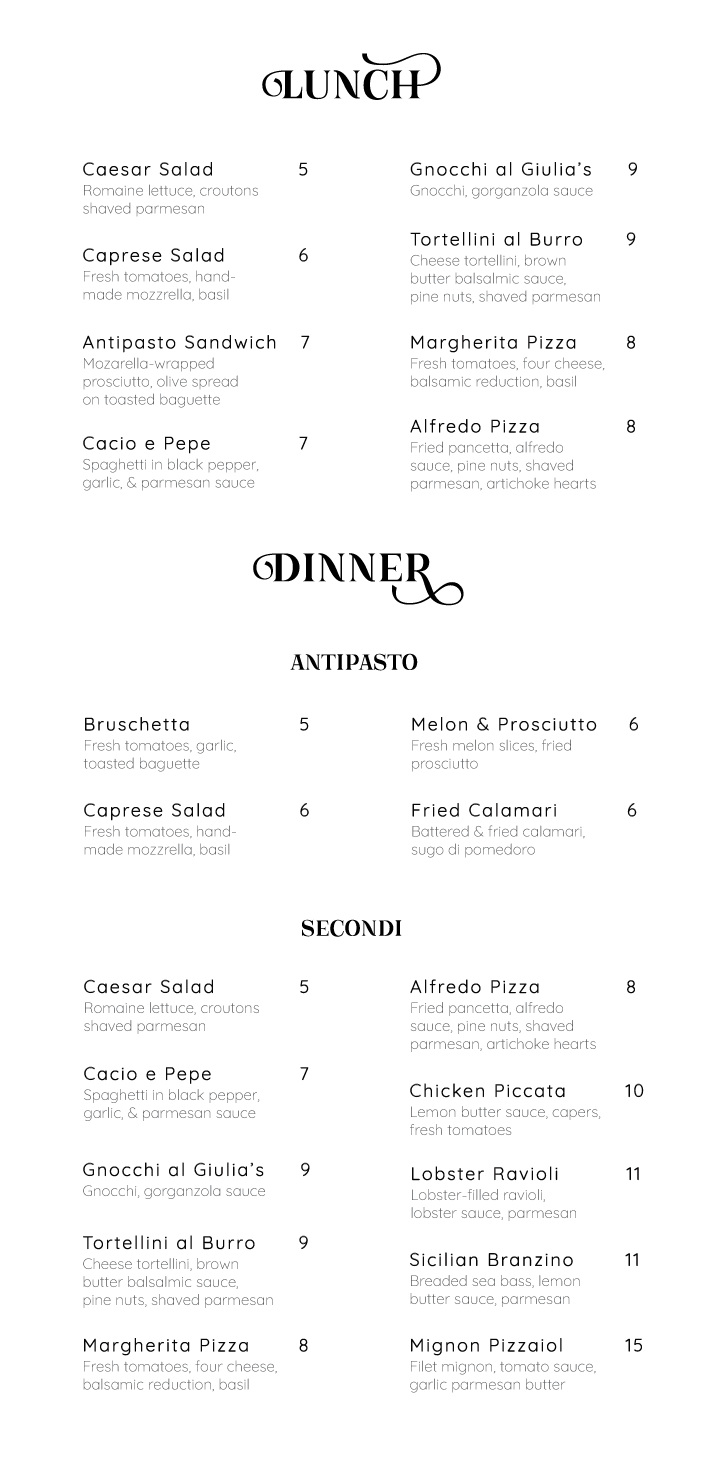 LUNCH
Caesar Salad 5
Romaine lettuce, croutons
shaved parmesan
Caprese Salad 6
Fresh tomatoes, hand-
made mozzrella, basil
Antipasto Sandwich 7
Mozarella-wrapped
prosciutto, olive spread
on toasted baguette
Cacio e Pepe 7
Spaghetti in black pepper,
garlic, & parmesan sauce
Gnocchi al Giulia's 9
Gnocchi, gorganzola sauce
Tortellini al Burro 9
Cheese tortellini, brown
butter balsalmic sauce,
pine nuts, shaved parmesan
Margherita Pizza 8
Fresh tomatoes, four cheese,
balsamic reduction, basil
Alfredo Pizza 8
Fried pancetta, alfredo
sauce, pine nuts, shaved
parmesan, artichoke hearts
DINNER
ANTIPASTO
Bruschetta 5
Fresh tomatoes, garlic,
toasted baguette
Caprese Salad 6
Fresh tomatoes, hand-
made mozzrella, basil
Melon & Prosciutto 6
Fresh melon slices, fried
prosciutto
Fried Calamari 6
Battered & fried calamari,
sugo di pomedoro
SECONDI
Caesar Salad 5
Romaine lettuce, croutons
shaved parmesan
Cacio e Pepe 7
Spaghetti in black pepper,
garlic, & parmesan sauce
Gnocchi al Giulia's 9
Gnocchi, gorganzola sauce
Tortellini al Burro 9
Cheese tortellini, brown
butter balsalmic sauce,
pine nuts, shaved parmesan
Margherita Pizza 8
Fresh tomatoes, four cheese,
balsamic reduction, basil
Alfredo Pizza 8
Fried pancetta, alfredo
sauce, pine nuts, shaved
parmesan, artichoke hearts
Chicken Piccata 10
Lemon butter sauce, capers,
fresh tomatoes
Lobster Ravioli 11
Lobster-filled ravioli,
lobster sauce, parmesan
Sicilian Branzino 11
Breaded sea bass, lemon
butter sauce, parmesan
Mignon Pizzaiol 15
Filet mignon, tomato sauce,
garlic parmesan butter